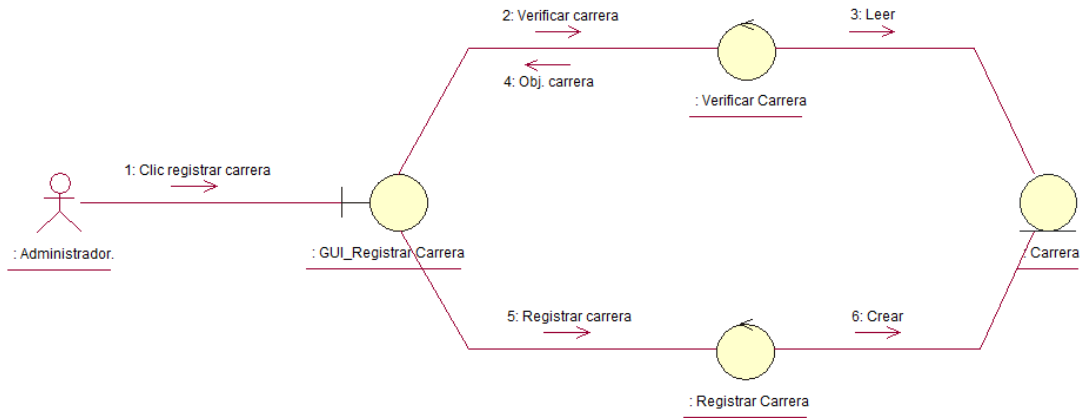 2: Verificar carrera
3: Leer
4: Obj. carrera
: Verificar Carrera
1: Clic registrar carrera
: Administrador.
: GUI_Registrar Carrera
: Carrera
5: Registrar carrera
6: Crear
: Registrar Carrera